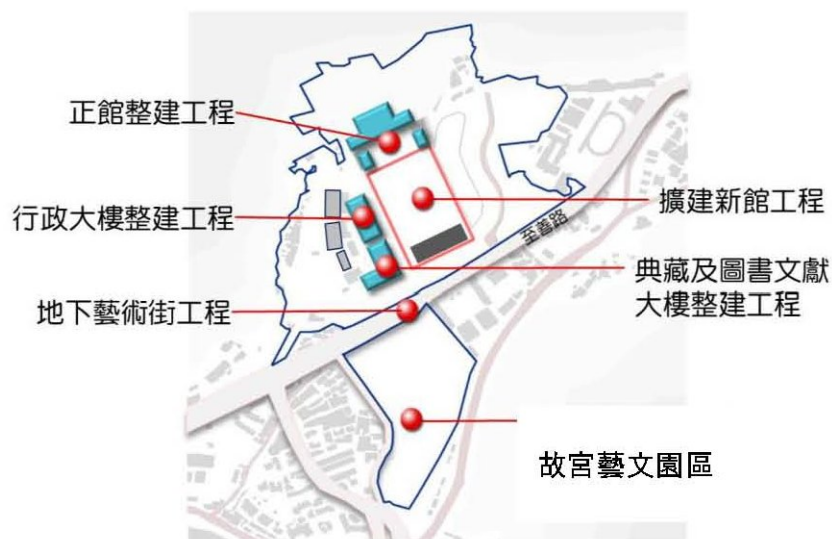 正館整建工程
行政大樓整建工程
擴建新館工程
至善路
典藏及圖書文獻
大樓整建工程
地下藝術街工程
故宮藝文園區